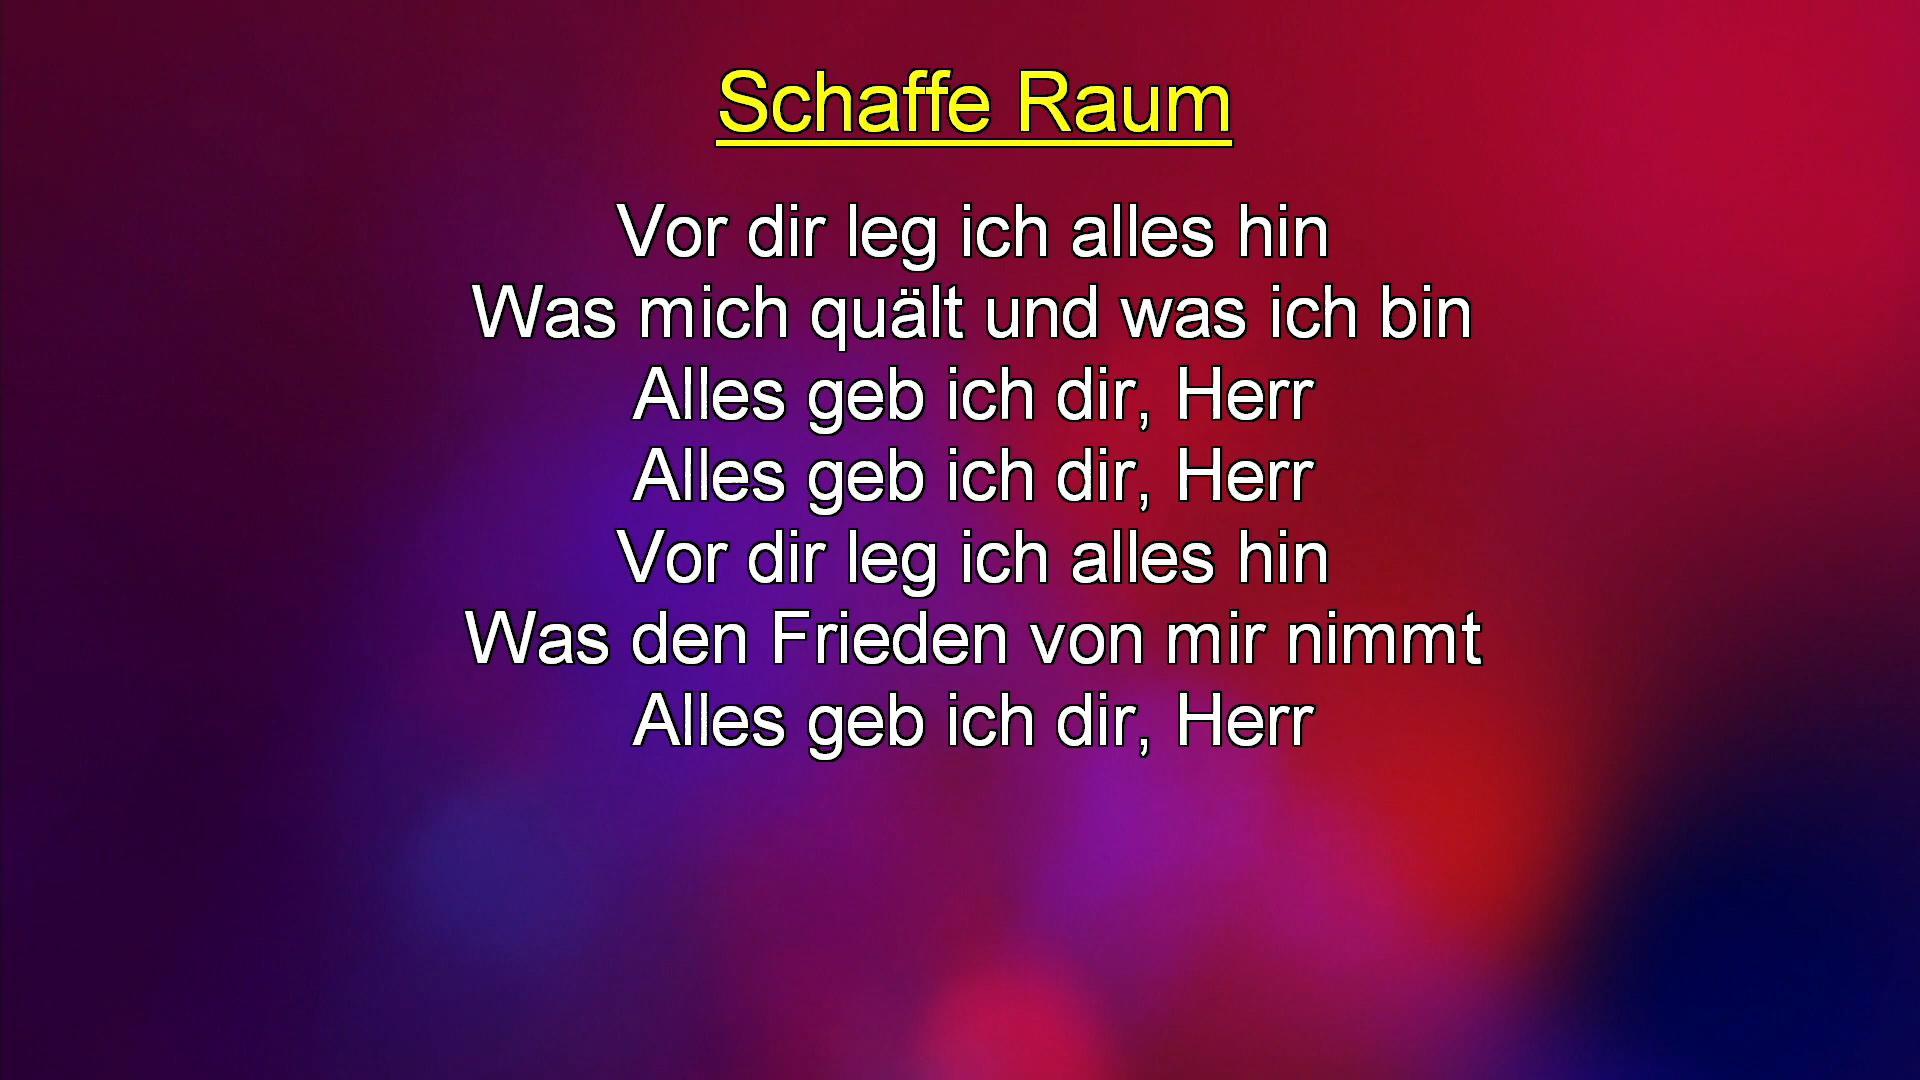 Schaffe Raum
Vor dir leg ich alles hin
Was mich quält und was ich bin
Alles geb ich dir, Herr
Alles geb ich dir, Herr
Vor dir leg ich alles hin
Was den Frieden von mir nimmt
Alles geb ich dir, Herr